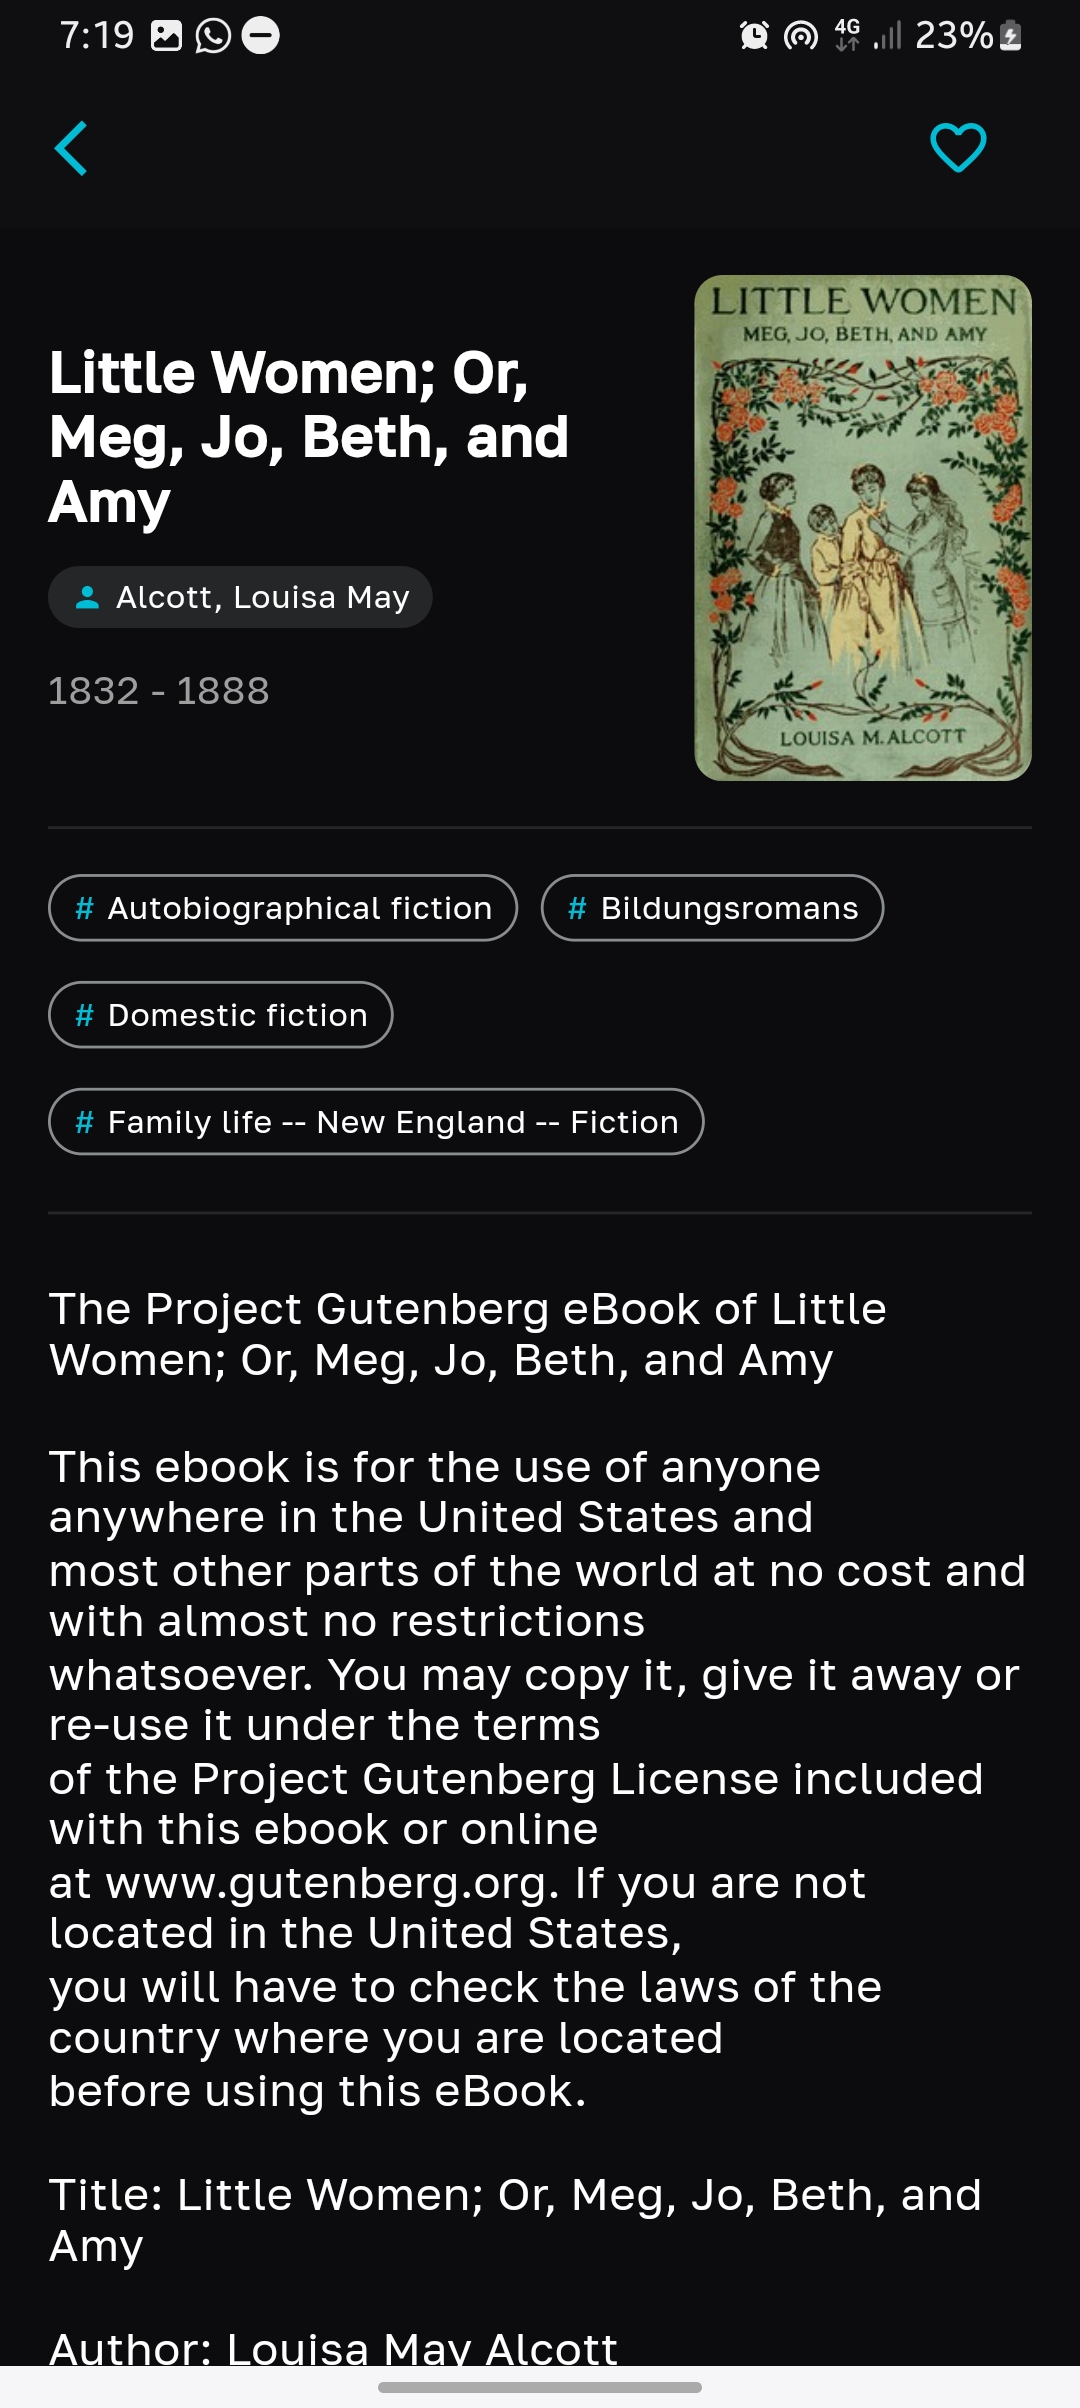 7:19
4G
23%
Little Women; Or,
Meg, Jo, Beth, and
Amy
Alcott, Louisa May
1832 - 1888
LITTLE WOMEN
MEG, JO, BETH, AND AMY
LOUISA M. ALCOTT
# Autobiographical fiction
# Bildungsromans
# Domestic fiction
# Family life -- New England -- Fiction
The Project Gutenberg eBook of Little
Women; Or, Meg, Jo, Beth, and Amy
This ebook is for the use of anyone
anywhere in the United States and
most other parts of the world at no cost and
with almost no restrictions
whatsoever. You may copy it, give it away or
re-use it under the terms
of the Project Gutenberg License included
with this ebook or online
at www.gutenberg.org. If you are not
located in the United States,
you will have to check the laws of the
country where you are located
before using this eBook.
Title: Little Women; Or, Meg, Jo, Beth, and
Amy
Author: Louisa May Alcott